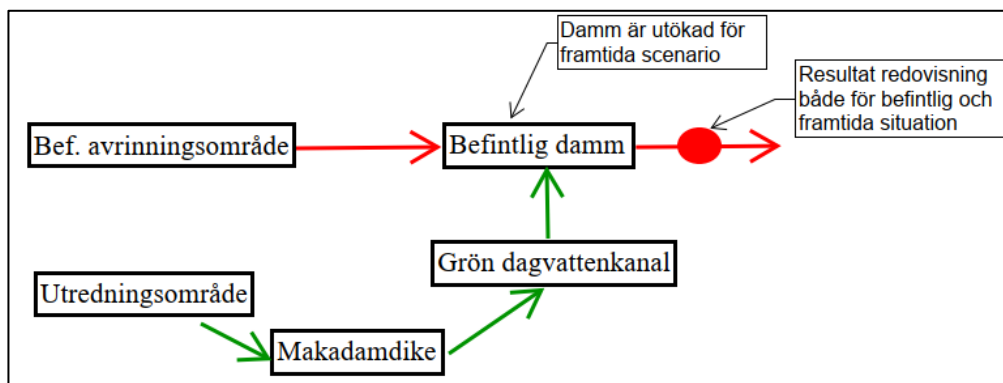 Damm är utökad för
framtida scenario
Resultat redovisning
både för befintlig och
framtida situation
Bef. avrinningsområde
Befintlig damm
Grön dagvattenkanal
Utredningsområde
Makadamdike